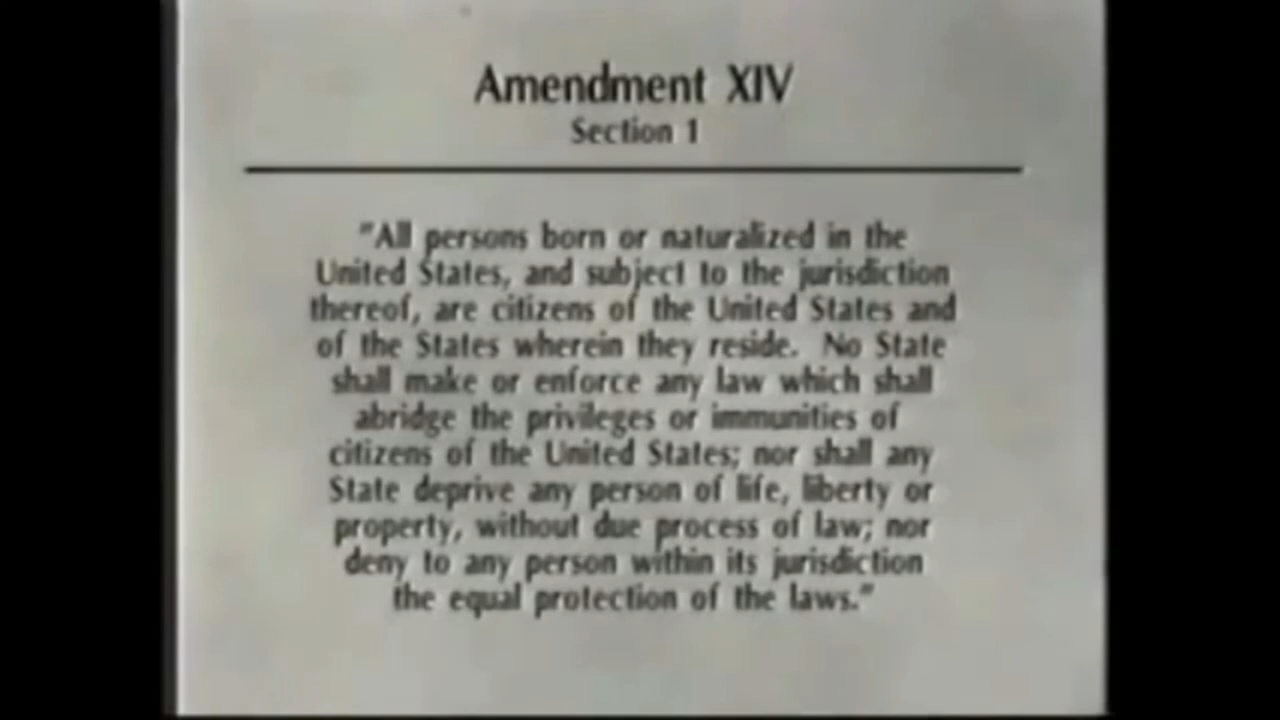 Amendment XIV
Section 1
"All persons born or naturalized in the
United States, and subject to the jurisdiction
thereof, are citizens of the United States and
of the States wherein they reside. No State
shall make or enforce any law which shall
abridge the privileges or immunities of
citizens of the United States; nor shall any
State deprive any person of life, liberty or
property, without due process of law; nor
deny to any person within its jurisdiction
the equal protection of the laws."